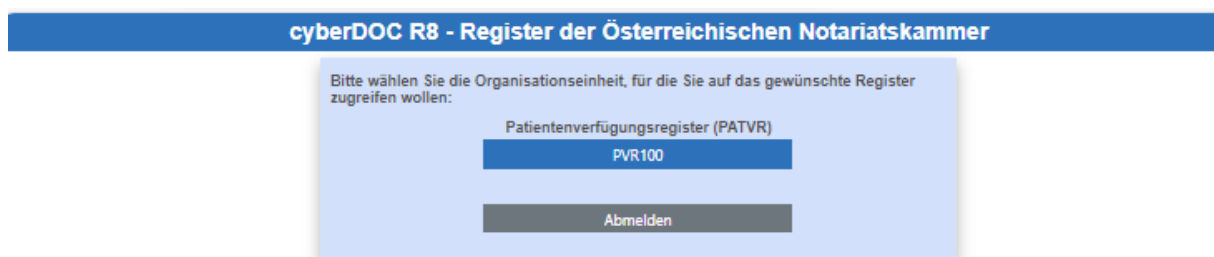 cyberDOC R8 - Register der Österreichischen Notariatskammer
Bitte wählen Sie die Organisationseinheit, für die Sie auf das gewünschte Register
zugreifen wollen:
Patientenverfügungsregister (PATVR)
PVR100
Abmelden